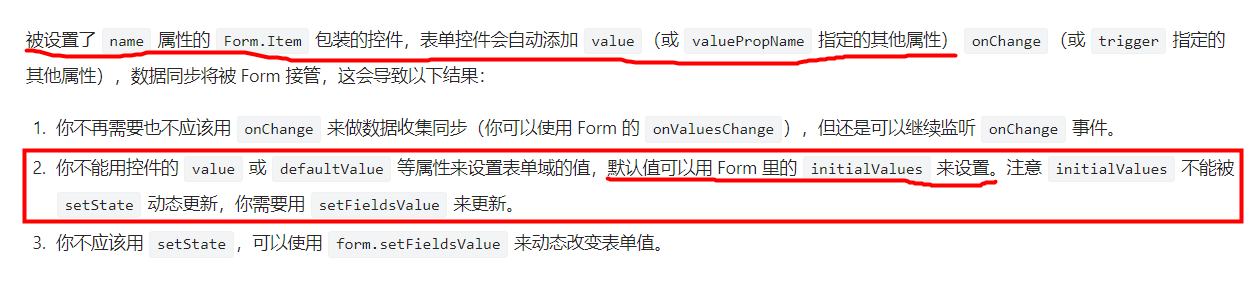 被设置了 name 属性的 Form.Item 包装的控件，表单控件会自动添加 value（或 valuePropName 指定的其他属性） onChange（或 trigger 指定的
其他属性），数据同步将被 Form 接管，这会导致以下结果：
1. 你不再需要也不应该用 onChange 来做数据收集同步（你可以使用 Form 的 onValuesChange），但还是可以继续监听 onChange 事件。
2. 你不能用控件的 value 或 defaultValue 等属性来设置表单域的值，默认值可以用 Form 里的 initialValues 来设置。注意 initialValues 不能被
setState 动态更新，你需要用 setFieldsValue 来更新。
3. 你不应该用 setState，可以使用 form.setFieldsValue 来动态改变表单值。